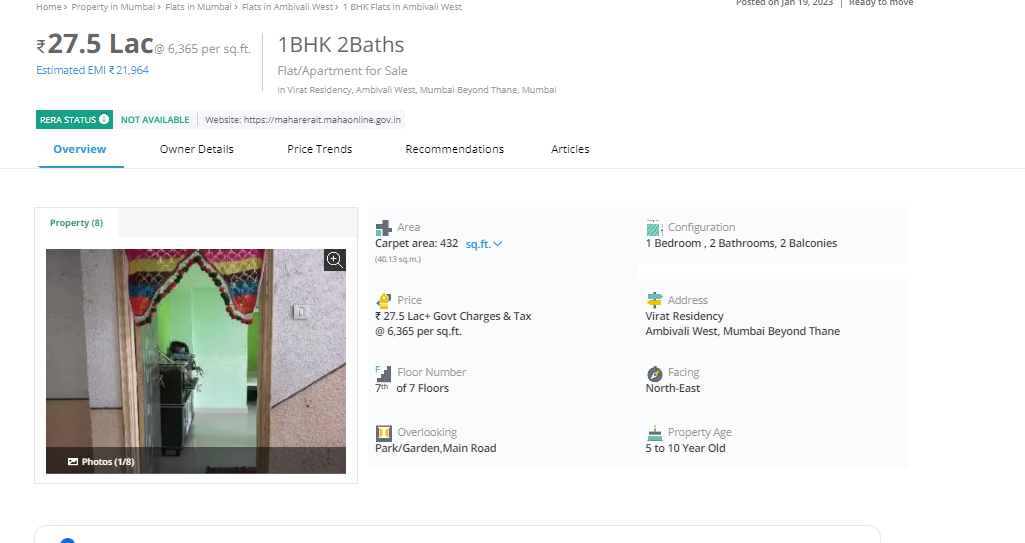 Home > Property in Mumbai > Flats in Mumbai > Flats in Ambivali West > 1 BHK Flats in Ambivali West
Posted on Jan 19, 2023 | Ready to move
₹27.5 Lac @ 6,365 per sq.ft.
Estimated EMI ₹ 21,964
1BHK 2Baths
Flat/Apartment for Sale
in Virat Residency, Ambivali West, Mumbai Beyond Thane, Mumbai
RERA STATUS NOT AVAILABLE Website: https://maharerait.mahaonline.gov.in
Overview Owner Details Price Trends Recommendations Articles
Property (8)
Photos (1/8)
Area
Carpet area: 432 sq.ft.
(40.13 sq.m.)
Configuration
1 Bedroom , 2 Bathrooms, 2 Balconies
Price
₹ 27.5 Lac+ Govt Charges & Tax
@ 6,365 per sq.ft.
Address
Virat Residency
Ambivali West, Mumbai Beyond Thane
Floor Number
7th of 7 Floors
Facing
North-East
Overlooking
Park/Garden,Main Road
Property Age
5 to 10 Year Old